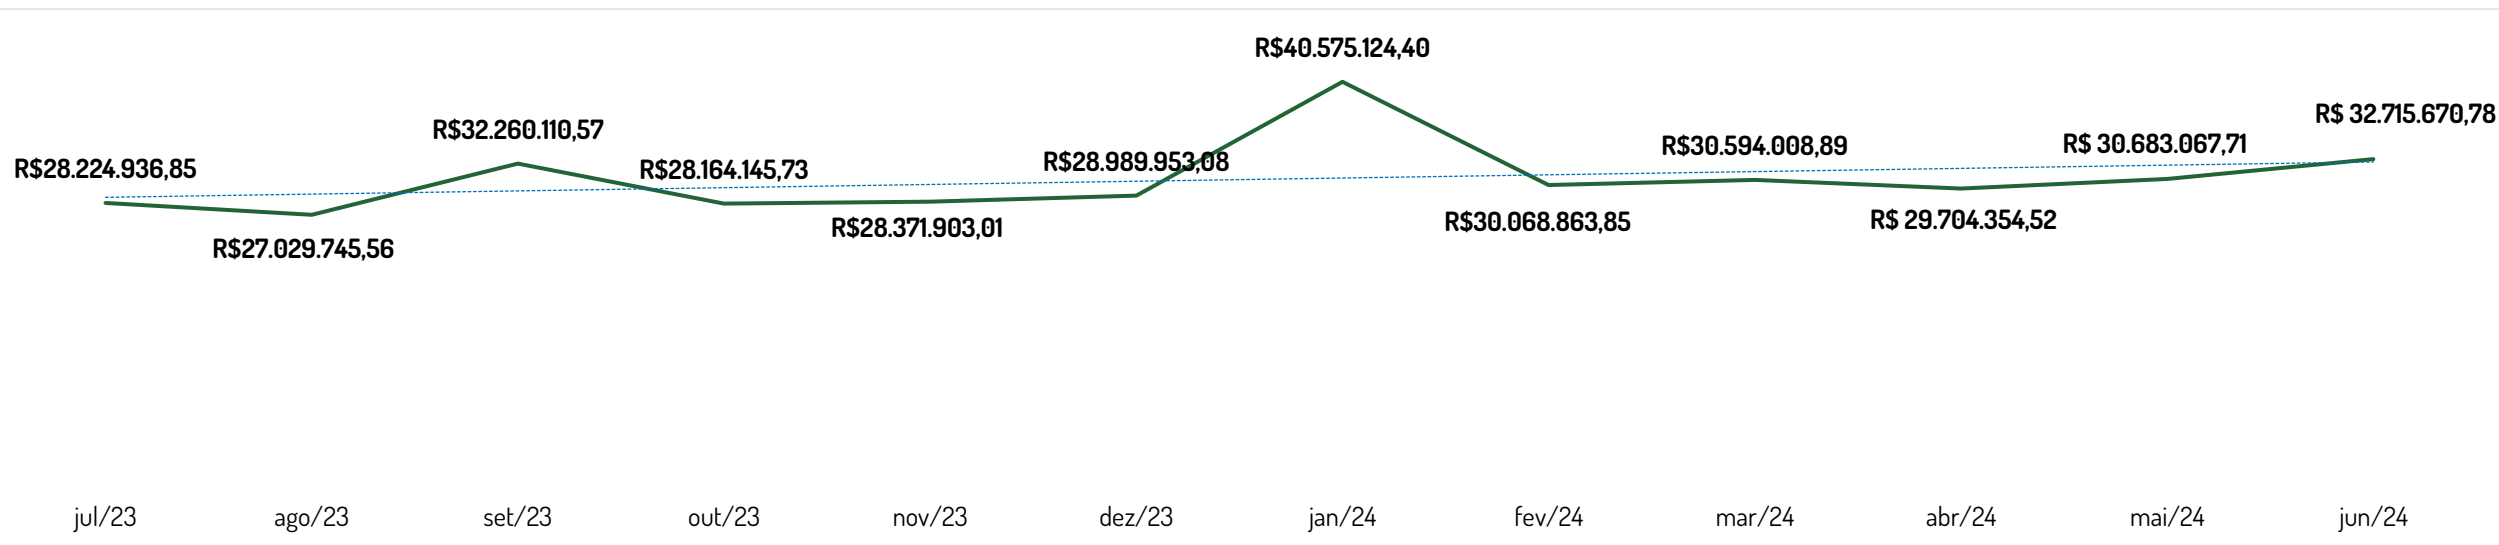 R$40.575.124,40
R$ 32.715.670,78
R$32.260.110,57
R$30.594.008,89
R$ 30.683.067,71
R$28.224.936,85
R$28.164.145,73
R$28.989.953,08
R$28.371.903,01
R$30.068.863,85
R$ 29.704.354,52
R$27.029.745,56
jul/23 ago/23 set/23 out/23 nov/23 dez/23 jan/24 fev/24 mar/24 abr/24 mai/24 jun/24